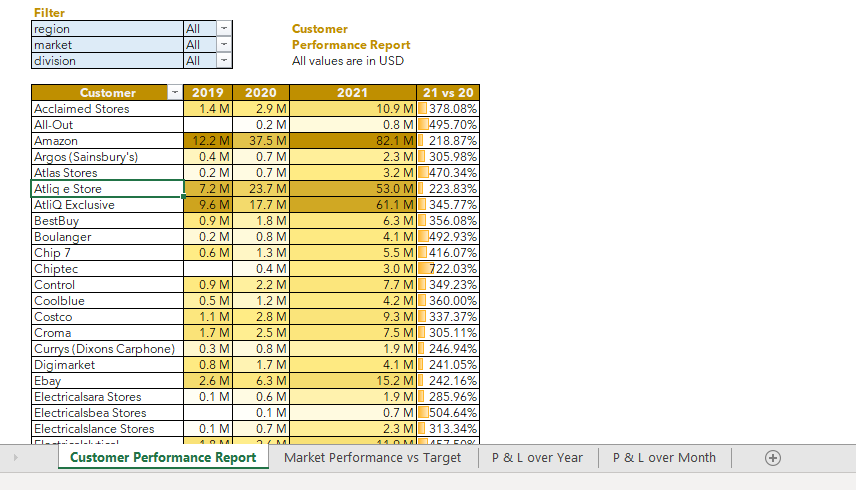 Filter
region All
market All
division All
Customer
Performance Report
All values are in USD
Customer 2019 2020 2021 21 vs 20
Acclaimed Stores 1.4 M 2.9 M 10.9 M 378.08%
All-Out 0.2 M 0.8 M 495.70%
Amazon 12.2 M 37.5 M 82.1 M 218.87%
Argos (Sainsbury's) 0.4 M 0.7 M 2.3 M 305.98%
Atlas Stores 0.2 M 0.7 M 3.2 M 470.34%
Atliq e Store 7.2 M 23.7 M 53.0 M 223.83%
AtliQ Exclusive 9.6 M 17.7 M 61.1 M 345.77%
BestBuy 0.9 M 1.8 M 6.3 M 356.08%
Boulanger 0.2 M 0.8 M 4.1 M 492.93%
Chip 7 0.6 M 1.3 M 5.5 M 416.07%
Chiptec 0.4 M 3.0 M 722.03%
Control 0.9 M 2.2 M 7.7 M 349.23%
Coolblue 0.5 M 1.2 M 4.2 M 360.00%
Costco 1.1 M 2.8 M 9.3 M 337.37%
Croma 1.7 M 2.5 M 7.5 M 305.11%
Currys (Dixons Carphone) 0.3 M 0.8 M 1.9 M 246.94%
Digimarket 0.8 M 1.7 M 4.1 M 241.05%
Ebay 2.6 M 6.3 M 15.2 M 242.16%
Electricalsara Stores 0.1 M 0.6 M 1.9 M 285.96%
Electricalsbea Stores 0.1 M 0.7 M 504.64%
Electricalslance Stores 0.1 M 0.7 M 2.3 M 313.34%
Customer Performance Report Market Performance vs Target P & L over Year P & L over Month